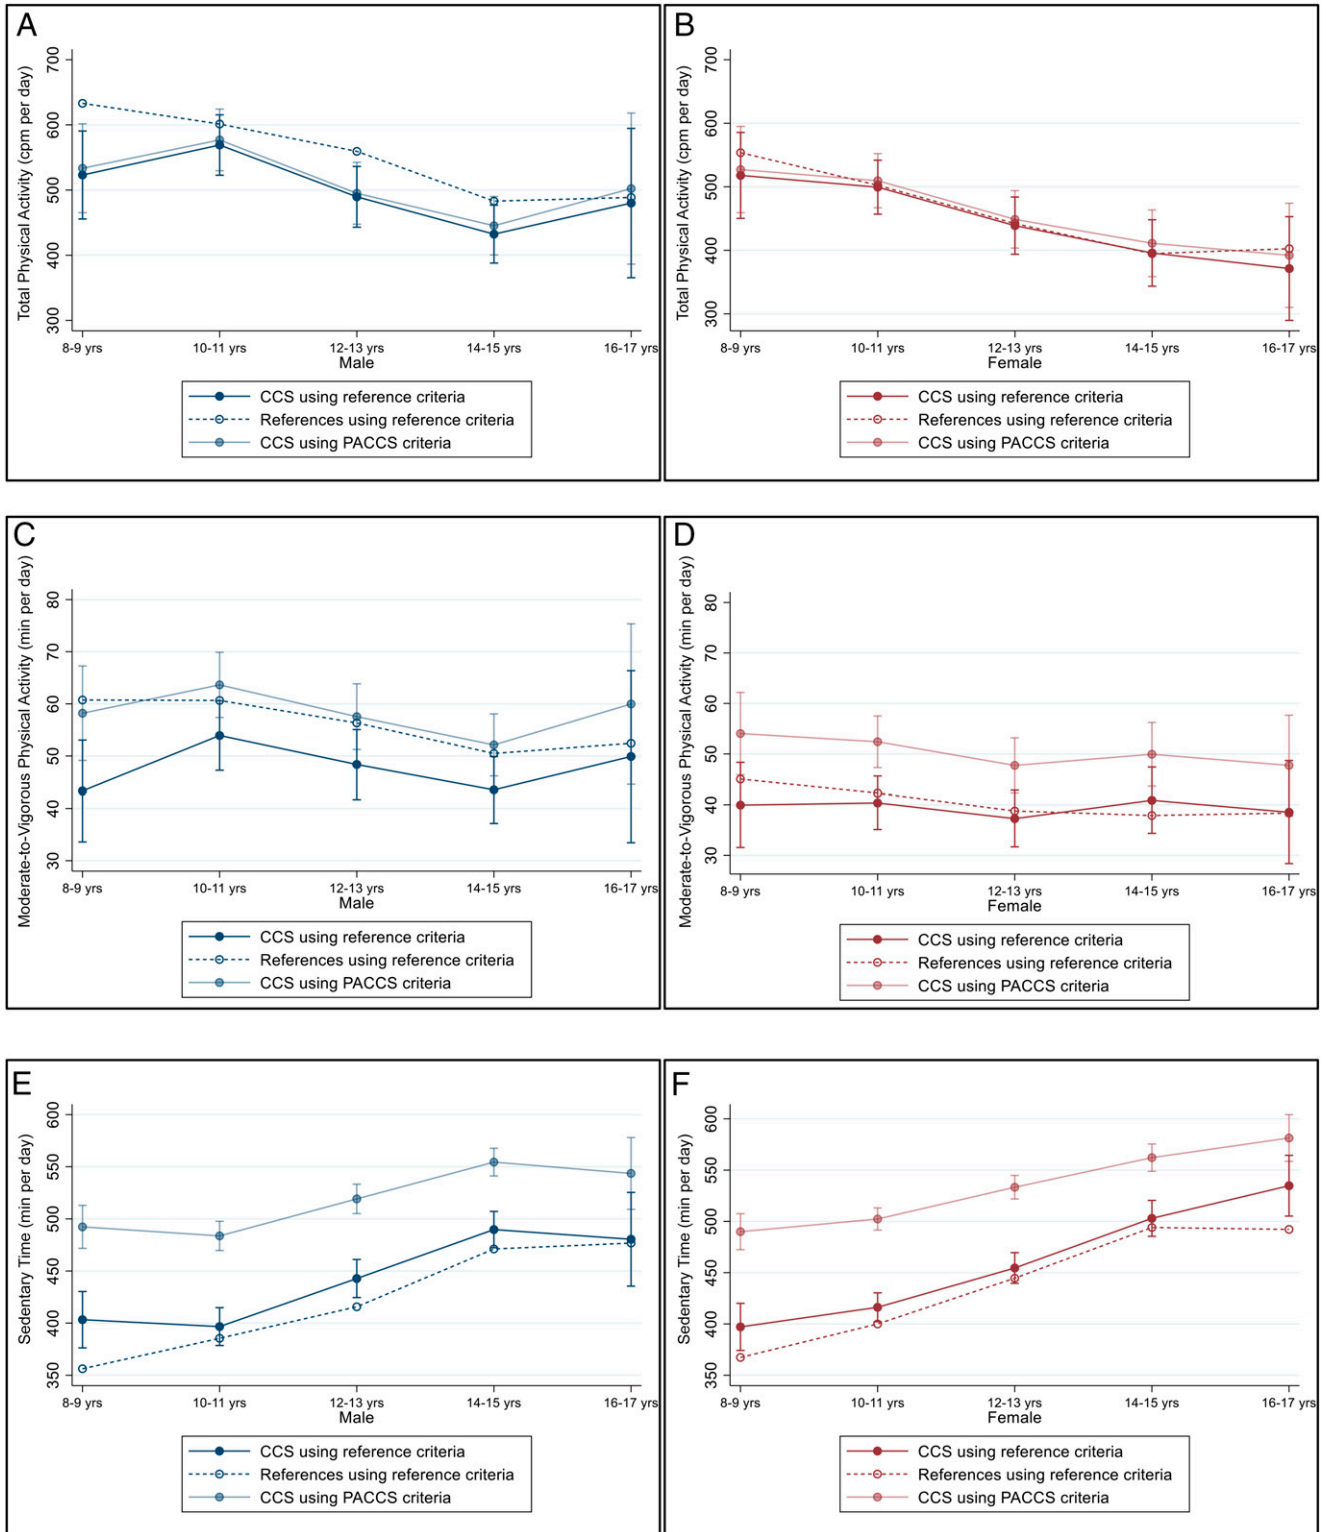 A
Total Physical Activity (cpm per day)
700
600
500
400
300
8-9 yrs 10-11 yrs 12-13 yrs 14-15 yrs 16-17 yrs
Male
CCS using reference criteria
References using reference criteria
CCS using PACCS criteria
B
Total Physical Activity (cpm per day)
700
600
500
400
300
8-9 yrs 10-11 yrs 12-13 yrs 14-15 yrs 16-17 yrs
Female
CCS using reference criteria
References using reference criteria
CCS using PACCS criteria
C
Moderate-to-Vigorous Physical Activity (min per day)
80
70
60
50
40
30
8-9 yrs 10-11 yrs 12-13 yrs 14-15 yrs 16-17 yrs
Male
CCS using reference criteria
References using reference criteria
CCS using PACCS criteria
D
Moderate-to-Vigorous Physical Activity (min per day)
80
70
60
50
40
30
8-9 yrs 10-11 yrs 12-13 yrs 14-15 yrs 16-17 yrs
Female
CCS using reference criteria
References using reference criteria
CCS using PACCS criteria
E
Sedentary Time (min per day)
600
550
500
450
400
350
8-9 yrs 10-11 yrs 12-13 yrs 14-15 yrs 16-17 yrs
Male
CCS using reference criteria
References using reference criteria
CCS using PACCS criteria
F
Sedentary Time (min per day)
600
550
500
450
400
350
8-9 yrs 10-11 yrs 12-13 yrs 14-15 yrs 16-17 yrs
Female
CCS using reference criteria
References using reference criteria
CCS using PACCS criteria